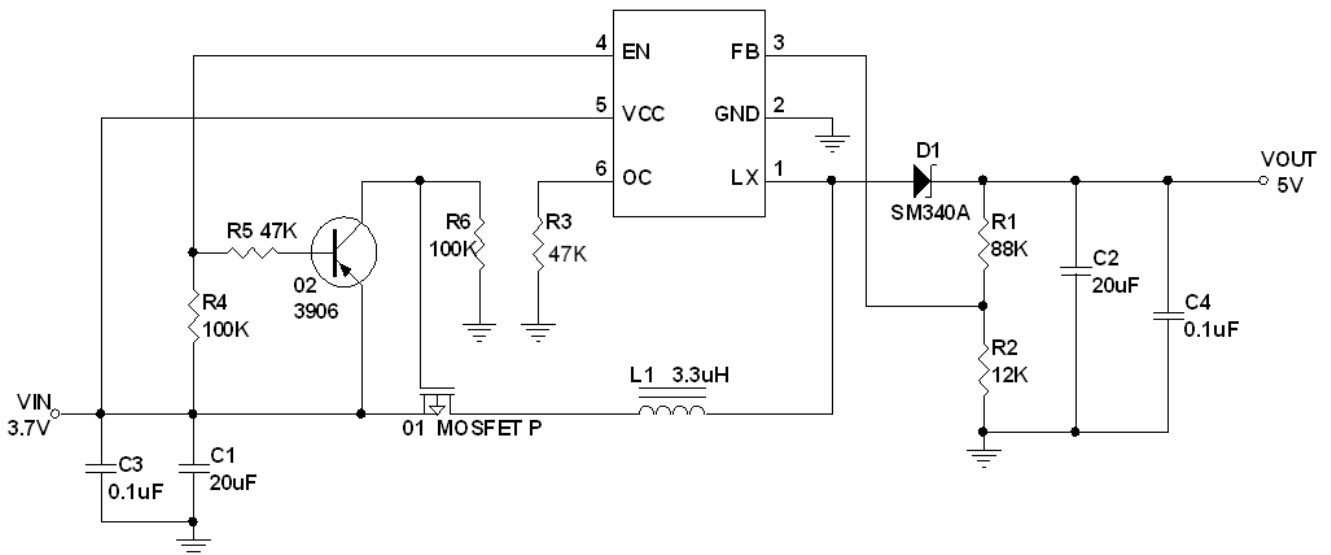 4 EN FB 3
5 VCC GND 2
6 OC LX 1
D1
SM340A
VOUT
5V
R5 47K
R6
100K
R3
47K
R1
88K
C2
20uF
02
3906
R4
100K
C4
0.1uF
R2
12K
L1 3.3uH
VIN
3.7V
01 MOSFET P
C3
0.1uF
C1
20uF